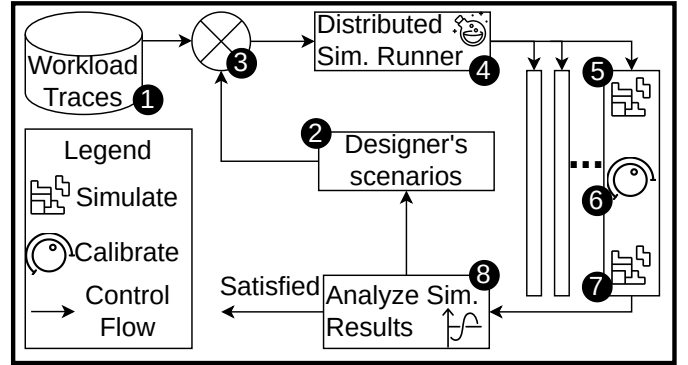 Workload
Traces
1
3
Distributed
Sim. Runner
4
5
2
Designer's
scenarios
...
6
7
Legend
Simulate
Calibrate
Control
Flow
Satisfied
8
Analyze Sim.
Results